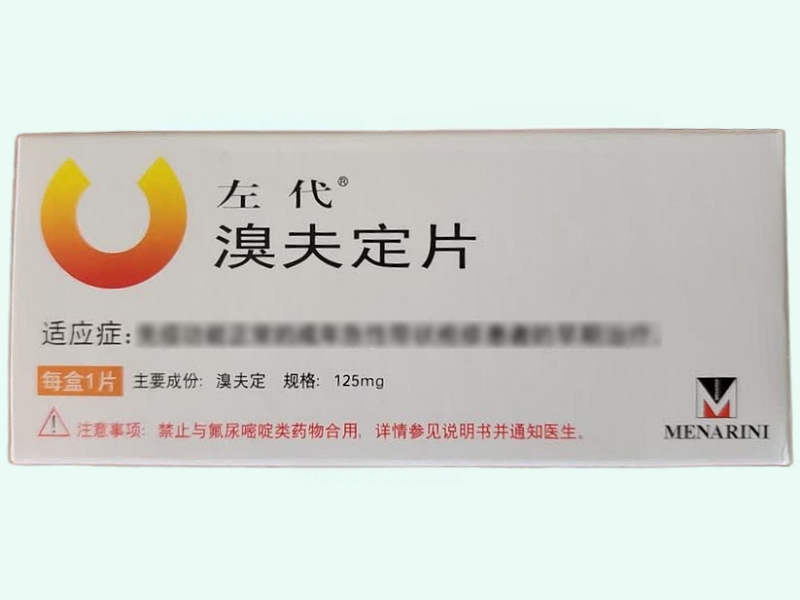 左代®
溴夫定片
适应症:
每盒1片 主要成份: 溴夫定 规格: 125mg
注意事项: 禁止与氟尿嘧啶类药物合用, 详情参见说明书并通知医生。
MENARINI